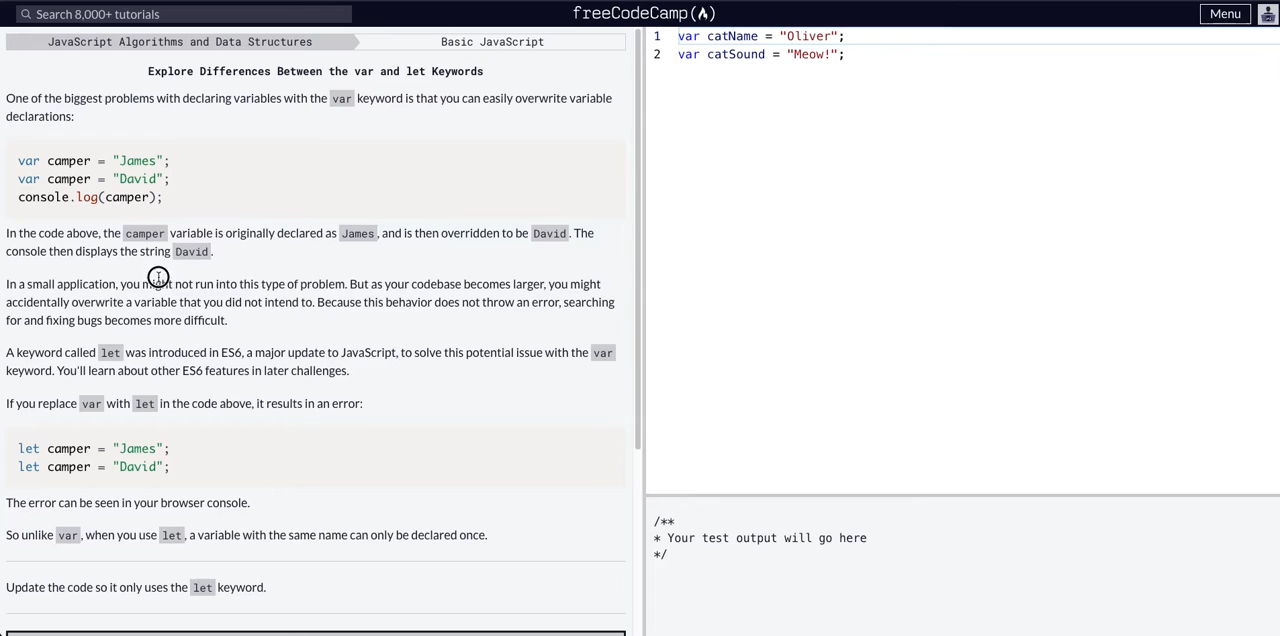 Search 8,000+ tutorials
freeCodeCamp
Menu
JavaScript Algorithms and Data Structures
Basic JavaScript
Explore Differences Between the var and let Keywords
One of the biggest problems with declaring variables with the var keyword is that you can easily overwrite variable
declarations:
var camper = "James";
var camper = "David";
console.log(camper);
In the code above, the camper variable is originally declared as James, and is then overridden to be David. The
console then displays the string David.
In a small application, you might not run into this type of problem. But as your codebase becomes larger, you might
accidentally overwrite a variable that you did not intend to. Because this behavior does not throw an error, searching
for and fixing bugs becomes more difficult.
A keyword called let was introduced in ES6, a major update to JavaScript, to solve this potential issue with the var
keyword. You'll learn about other ES6 features in later challenges.
If you replace var with let in the code above, it results in an error:
let camper = "James";
let camper = "David";
The error can be seen in your browser console.
So unlike var, when you use let, a variable with the same name can only be declared once.
Update the code so it only uses the let keyword.
1 var catName = "Oliver";
2 var catSound = "Meow!";
/**
* Your test output will go here
*/